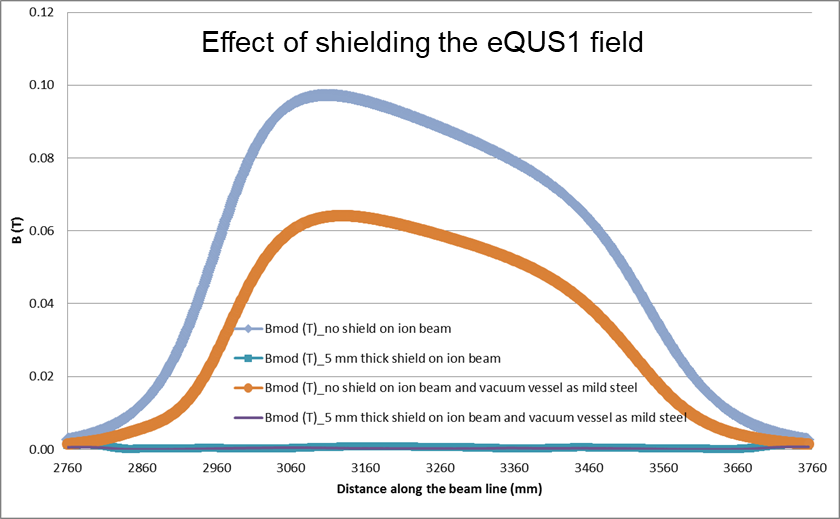 Effect of shielding the eQUS1 field
0.12
0.10
0.08
0.06
0.04
0.02
0.00
B (T)
Bmod (T)_no shield on ion beam
Bmod (T)_5 mm thick shield on ion beam
Bmod (T)_no shield on ion beam and vacuum vessel as mild steel
Bmod (T)_5 mm thick shield on ion beam and vacuum vessel as mild steel
2760 2860 2960 3060 3160 3260 3360 3460 3560 3660 3760
Distance along the beam line (mm)